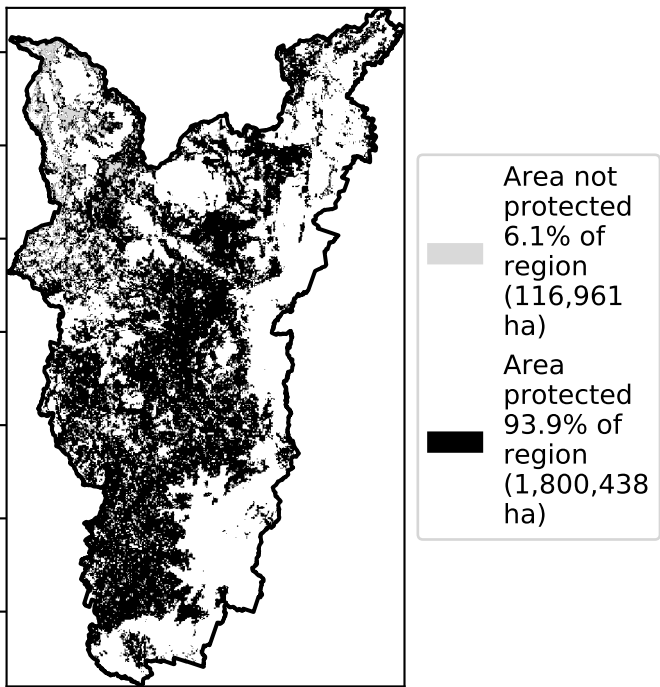 Area not
protected
6.1% of
region
(116,961
ha)
Area
protected
93.9% of
region
(1,800,438
ha)